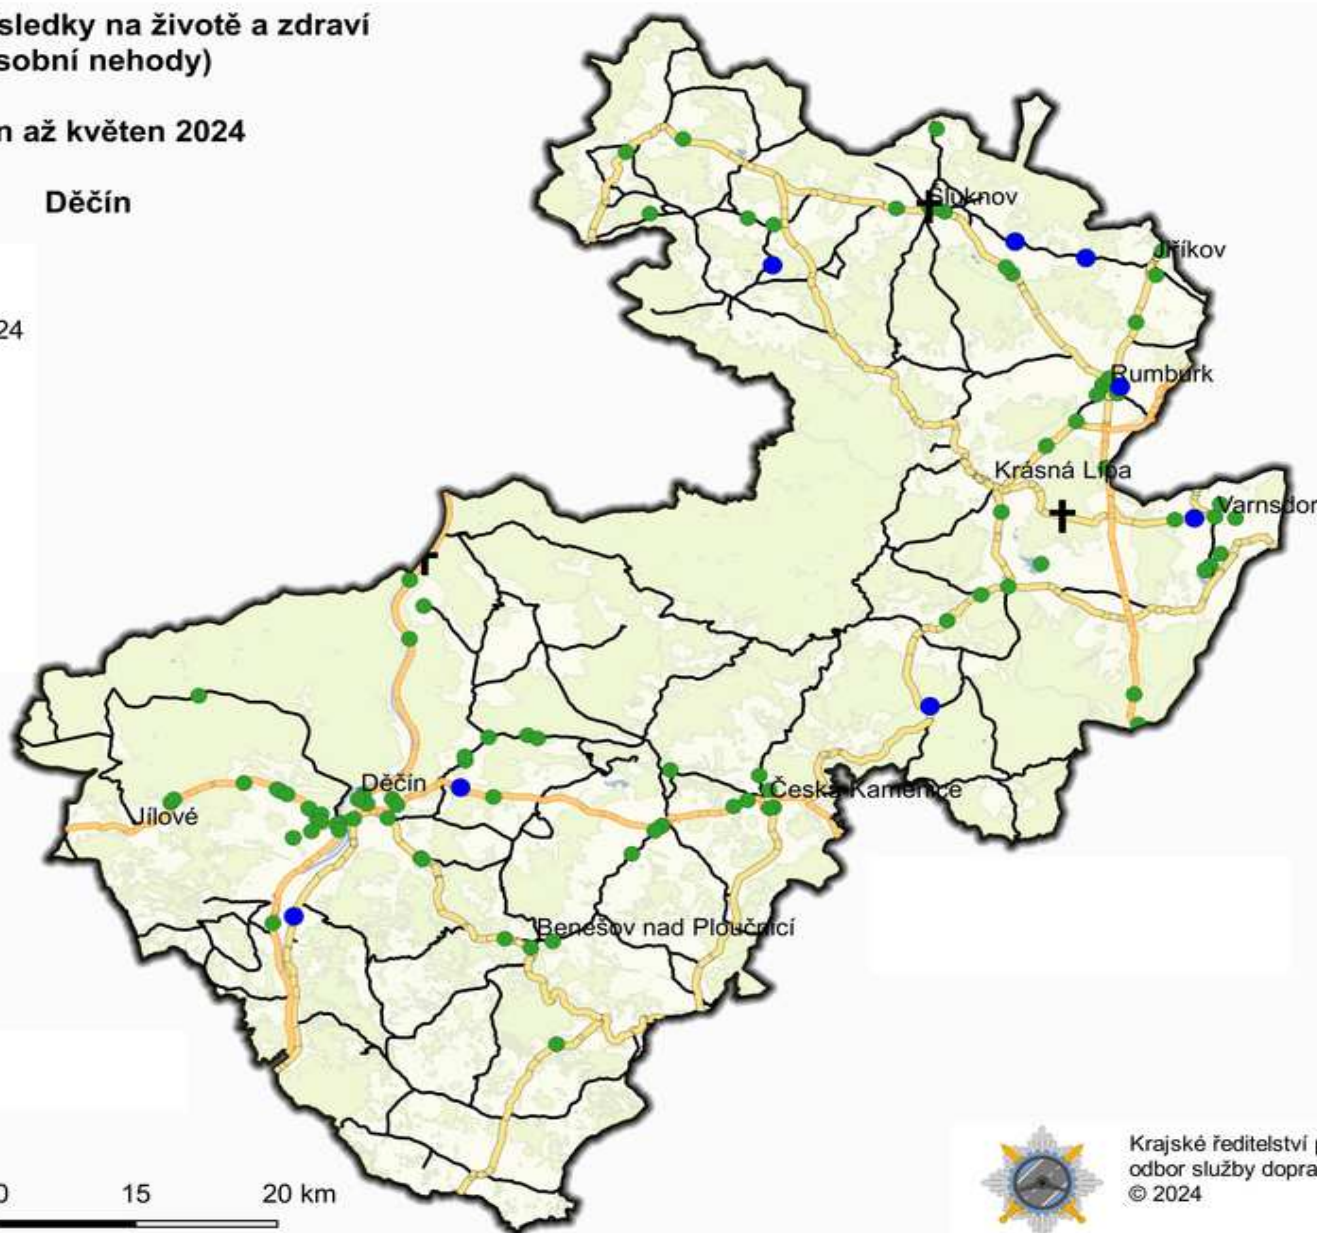 sledky na životě a zdraví
sobní nehody)
n až květen 2024
Děčín
24
Šluknov
Jiříkov
Rumburk
Krásná Lípa
Varnsdor
Děčín
Česká Kamenice
Jílové
Benešov nad Ploučnicí
0 15 20 km
Krajské ředitelství p
odbor služby dopra
© 2024